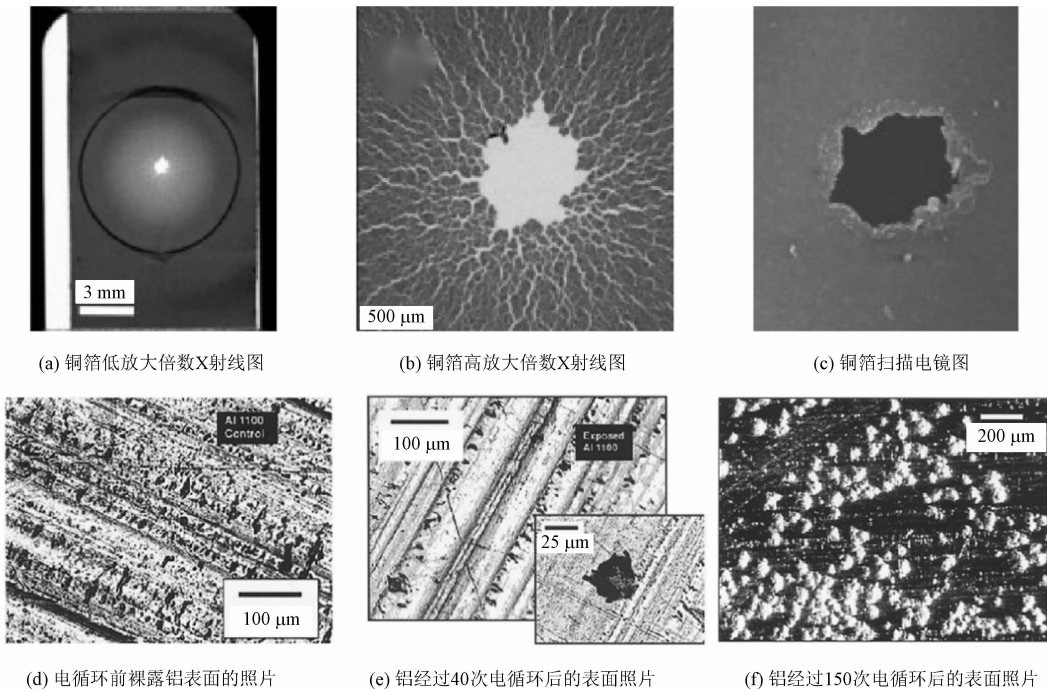 3 mm
500 μm
(a) 铜箔低放大倍数X射线图
(b) 铜箔高放大倍数X射线图
(c) 铜箔扫描电镜图
Al 1100
Control
100 μm
100 μm
Exposed
Al 1100
25 μm
200 μm
(d) 电循环前裸露铝表面的照片
(e) 铝经过40次电循环后的表面照片
(f) 铝经过150次电循环后的表面照片